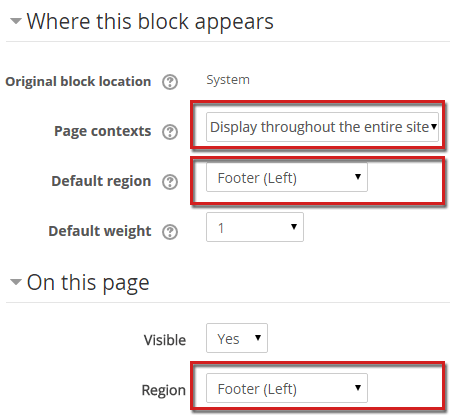 Where this block appears
Original block location System
Page contexts Display throughout the entire site
Default region Footer (Left)
Default weight 1
On this page
Visible Yes
Region Footer (Left)